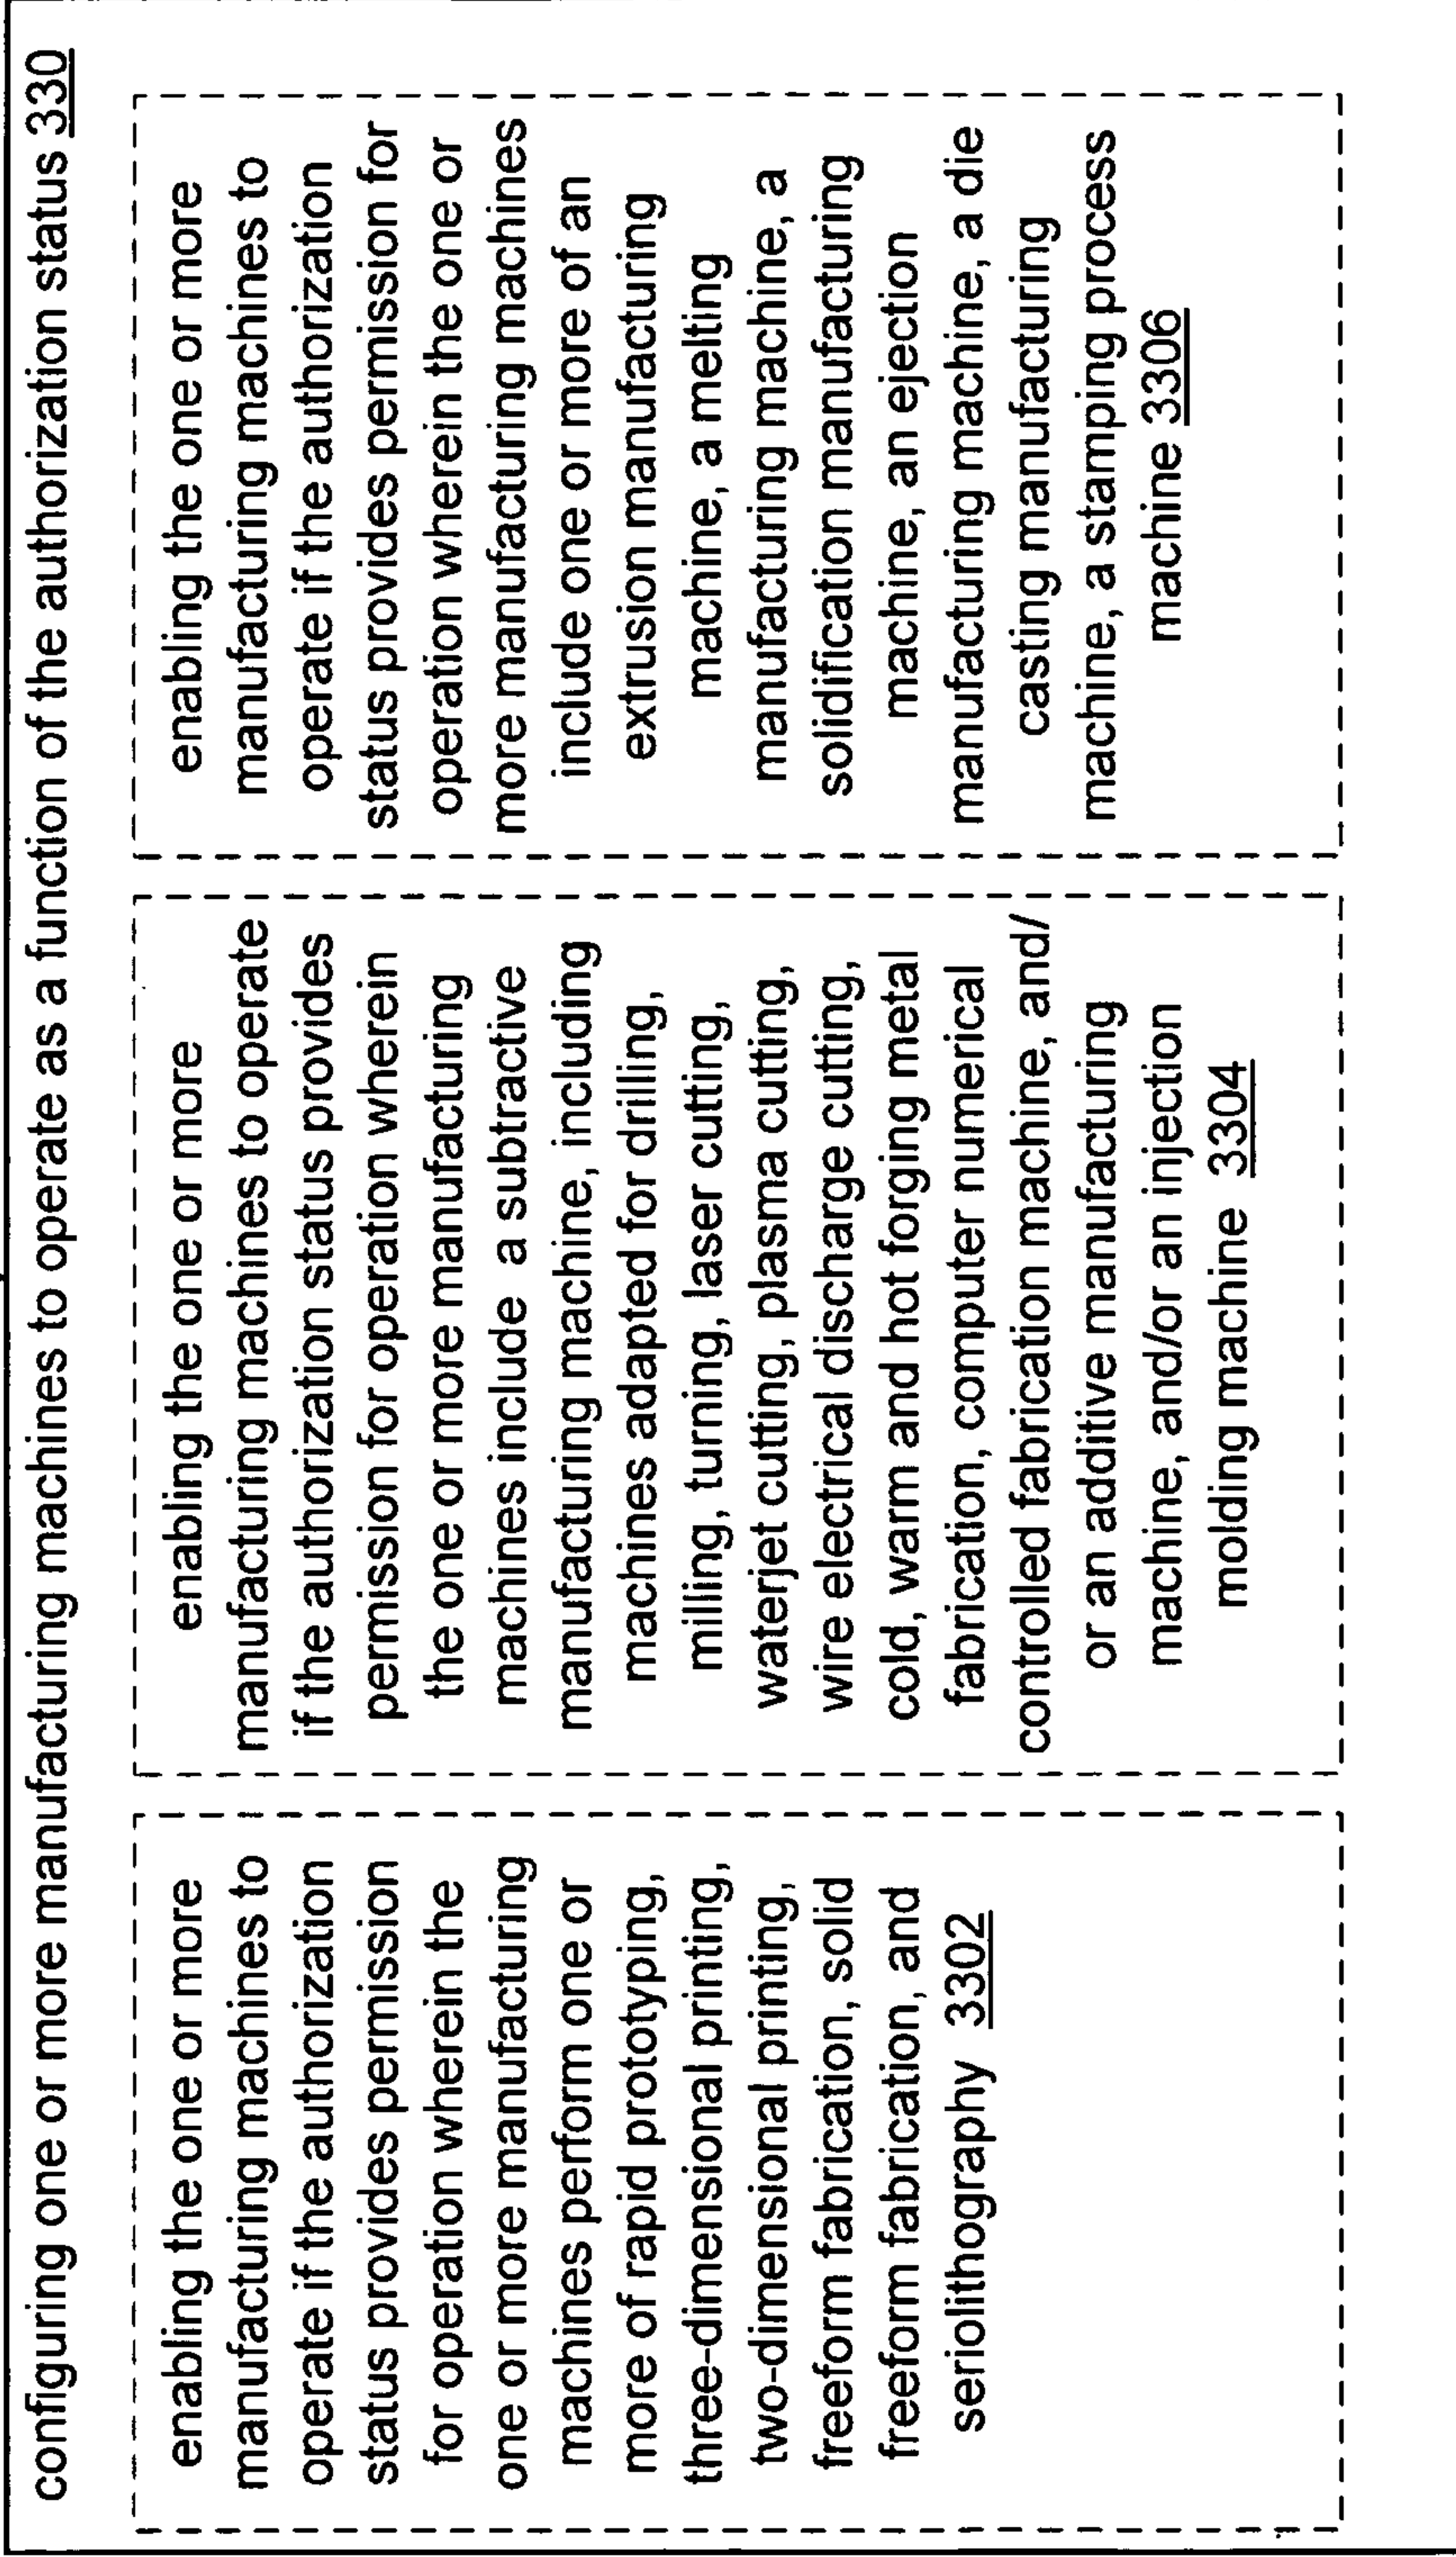 configuring one or more manufacturing machines to operate as a function of the authorization status 330
enabling the one or more
manufacturing machines to
operate if the authorization
status provides permission
for operation wherein the
one or more manufacturing
machines perform one or
more of rapid prototyping,
three-dimensional printing,
two-dimensional printing,
freeform fabrication, solid
freeform fabrication, and
seriolithography 3302
enabling the one or more
manufacturing machines to operate
if the authorization status provides
permission for operation wherein
the one or more manufacturing
machines include a subtractive
manufacturing machine, including
machines adapted for drilling,
milling, turning, laser cutting,
waterjet cutting, plasma cutting,
wire electrical discharge cutting,
cold, warm and hot forging metal
fabrication, computer numerical
controlled fabrication machine, and/
or an additive manufacturing
machine, and/or an injection
molding machine 3304
enabling the one or more
manufacturing machines to
operate if the authorization
status provides permission for
operation wherein the one or
more manufacturing machines
include one or more of an
extrusion manufacturing
machine, a melting
manufacturing machine, a
solidification manufacturing
machine, an ejection
manufacturing machine, a die
casting manufacturing
machine, a stamping process
machine 3306